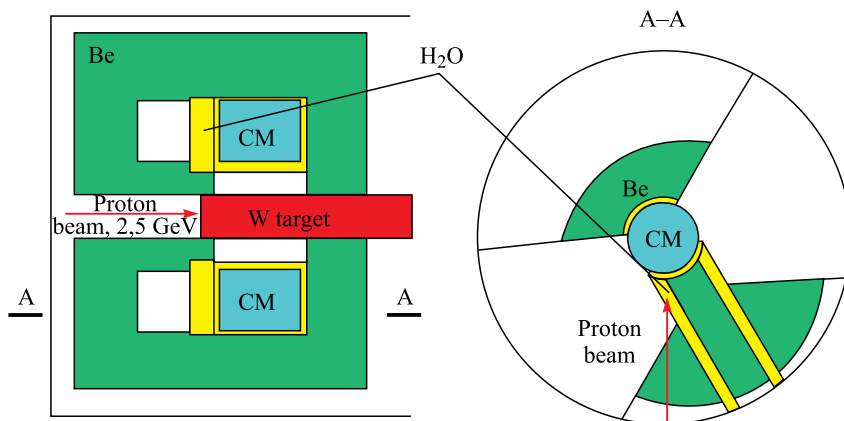 A–A
Be
H₂O
CM
Be
Proton
beam, 2,5 GeV
W target
CM
A
CM
A
Proton
beam